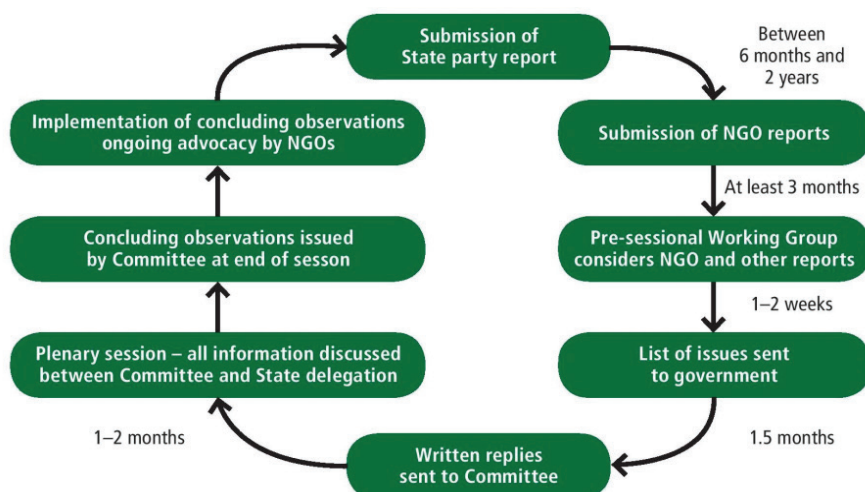 Submission of
State party report
Between
6 months and
2 years
Submission of NGO reports
At least 3 months
Pre-sessional Working Group
considers NGO and other reports
1–2 weeks
List of issues sent
to government
1.5 months
Written replies
sent to Committee
1–2 months
Plenary session – all information discussed
between Committee and State delegation
Concluding observations issued
by Committee at end of sesson
Implementation of concluding observations
ongoing advocacy by NGOs